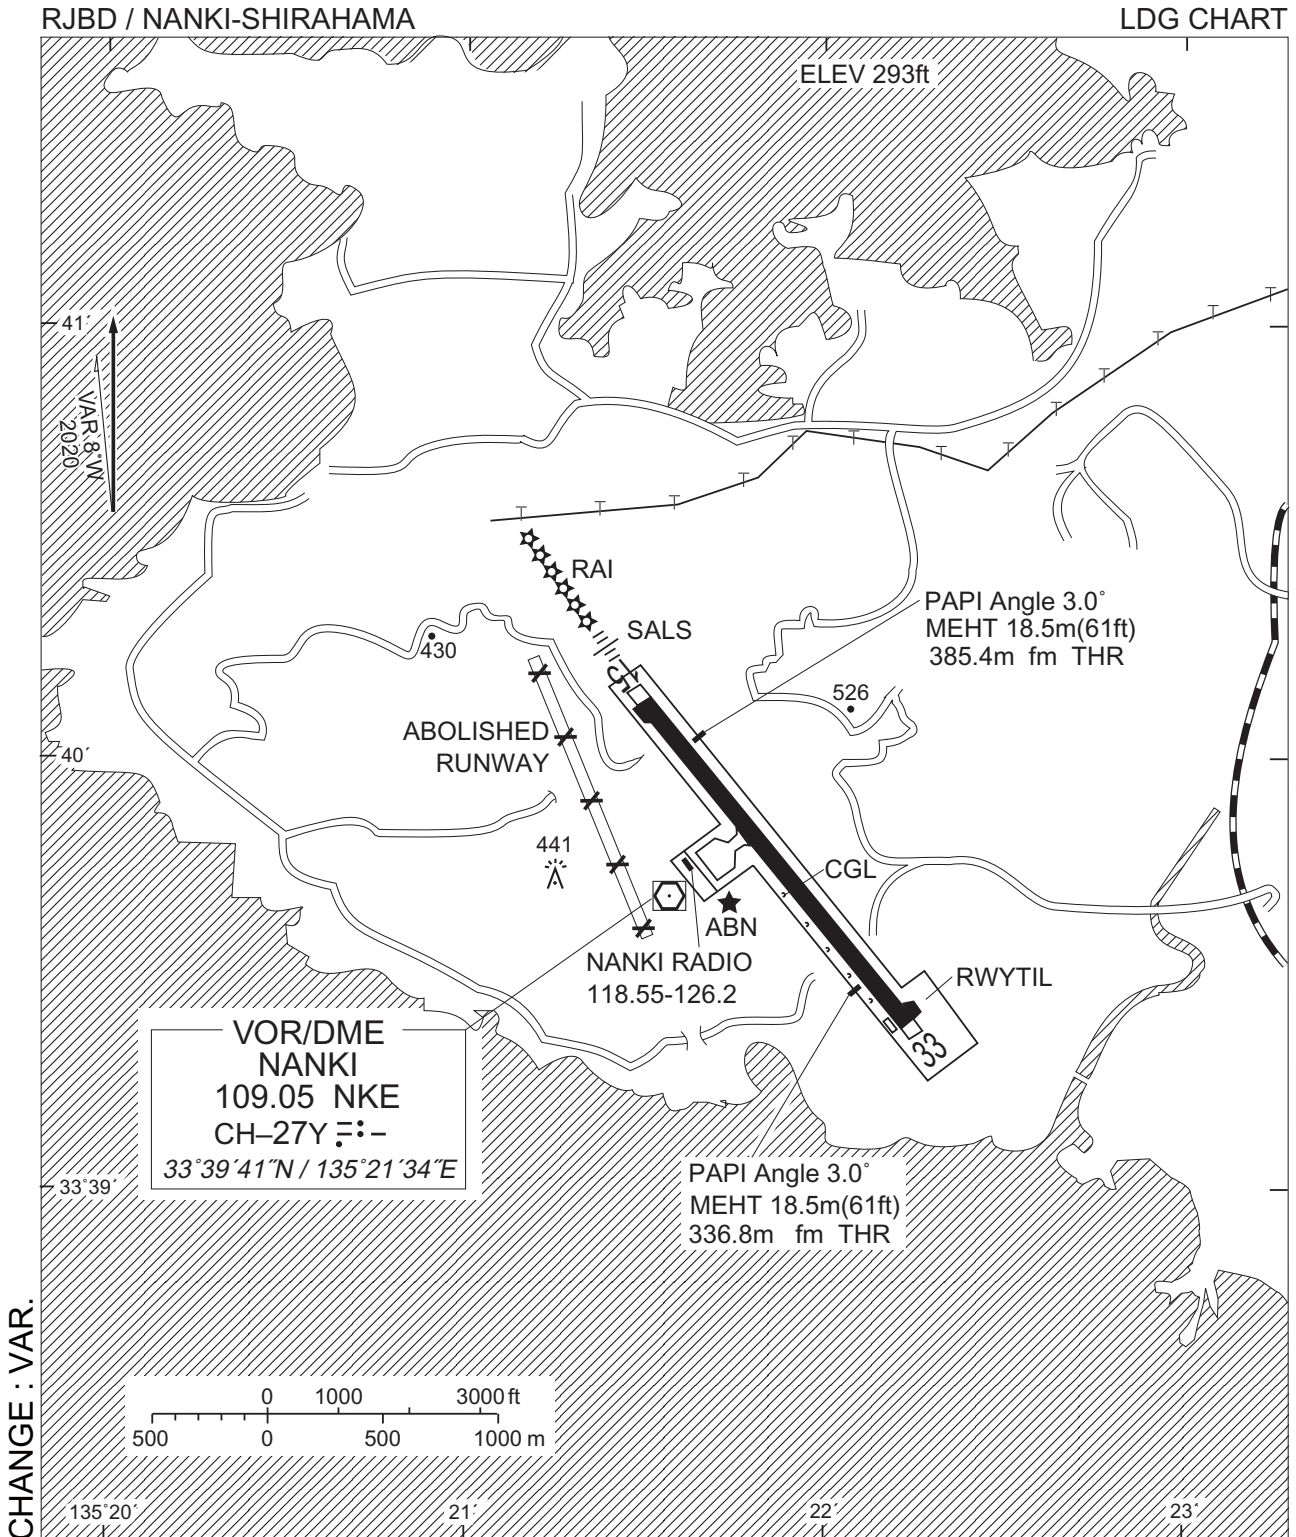 RJBD / NANKI-SHIRAHAMA
LDG CHART
ELEV 293ft
41´
VAR 8°W
2020
RAI
SALS
PAPI Angle 3.0°
MEHT 18.5m(61ft)
385.4m fm THR
430
15
526
ABOLISHED
RUNWAY
40´
441
CGL
ABN
NANKI RADIO
118.55-126.2
RWYTIL
33
VOR/DME
NANKI
109.05 NKE
CH–27Y
33°39´41˝N / 135°21´34˝E
33°39´
PAPI Angle 3.0°
MEHT 18.5m(61ft)
336.8m fm THR
CHANGE : VAR.
0 1000 3000 ft
500 0 500 1000 m
135°20´ 21´ 22´ 23´